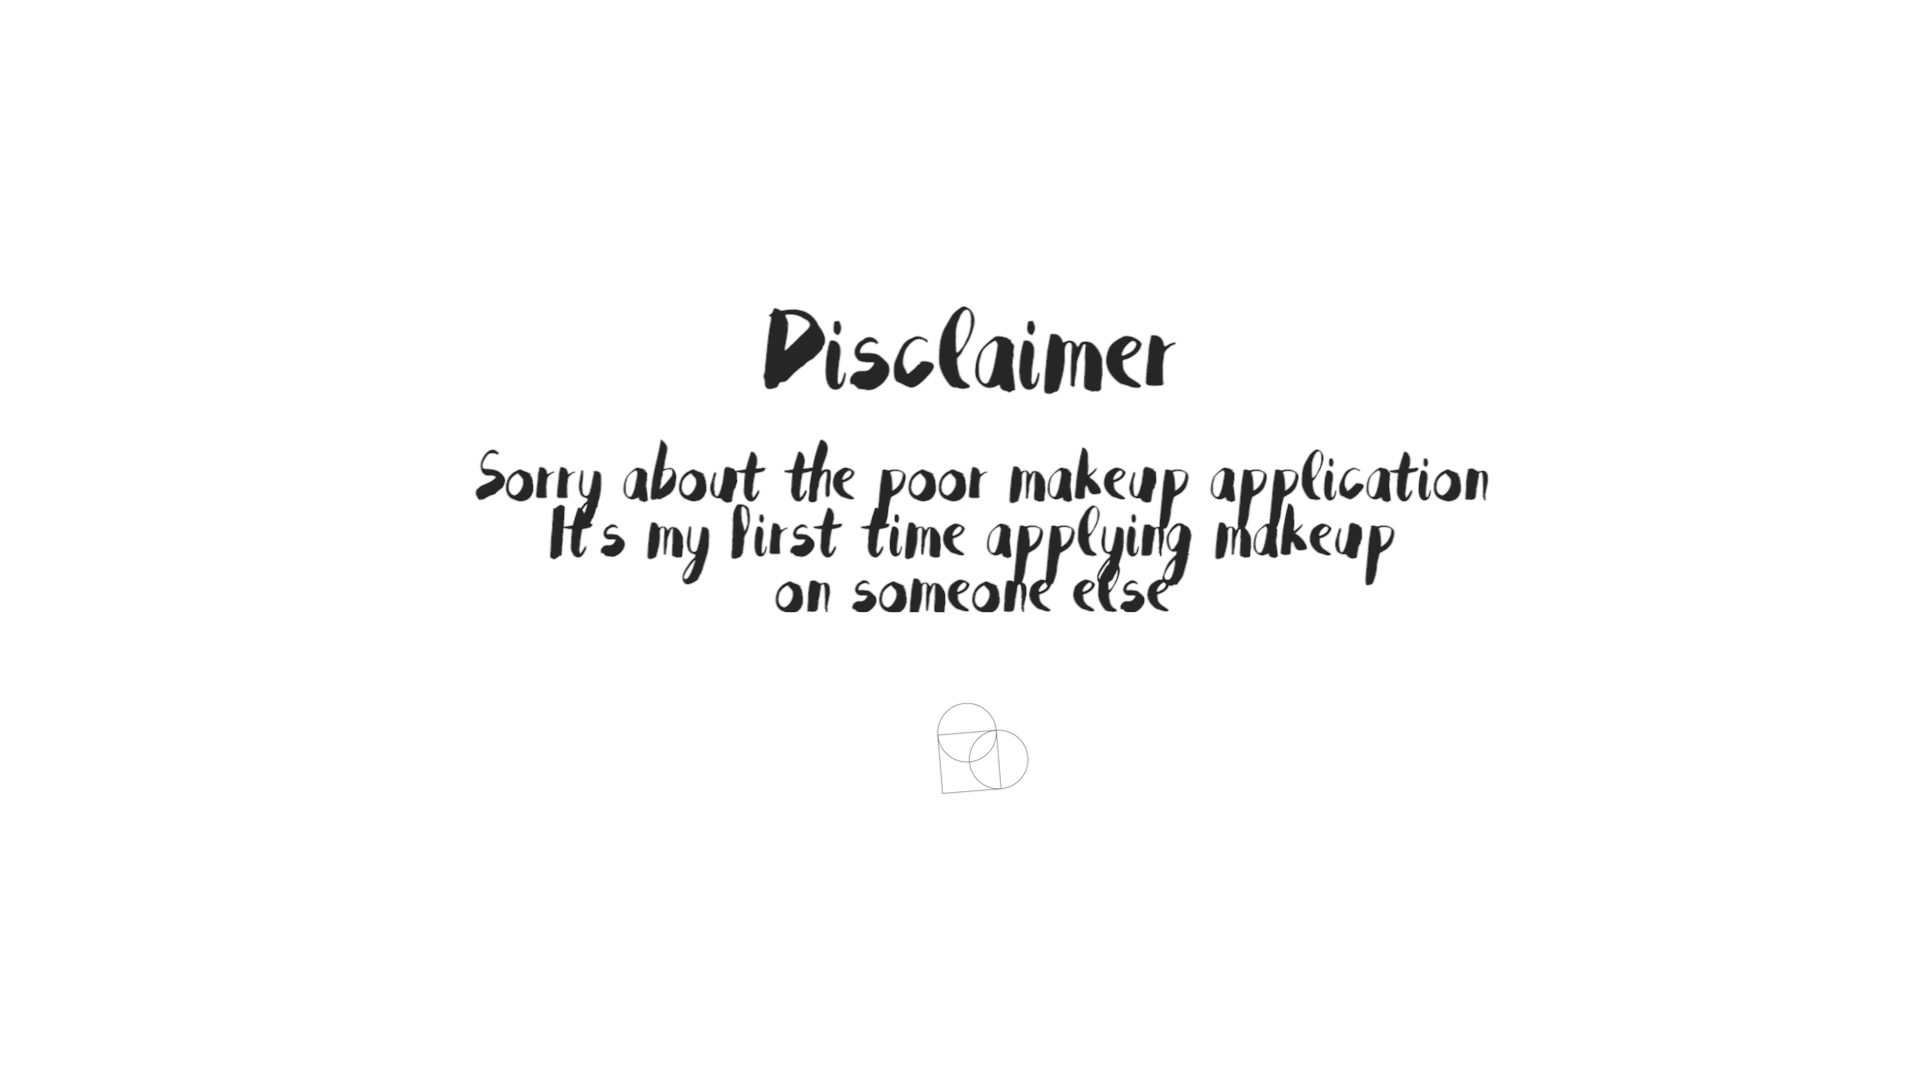 Disclaimer
Sorry about the poor makeup application
It's my first time applying makeup
on someone else